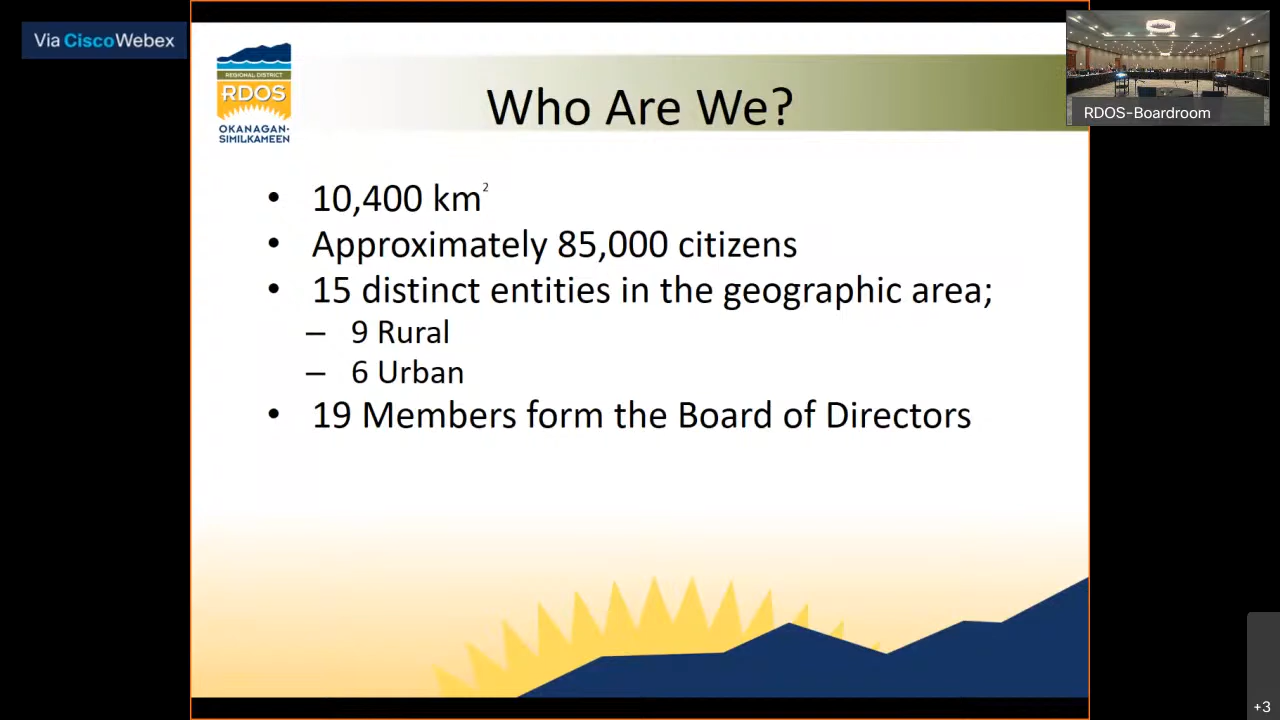 Via CiscoWebex
REGIONAL DISTRICT
RDOS
OKANAGAN-
SIMILKAMEEN
Who Are We?
RDOS-Boardroom
• 10,400 km²
• Approximately 85,000 citizens
• 15 distinct entities in the geographic area;
– 9 Rural
– 6 Urban
• 19 Members form the Board of Directors
+3